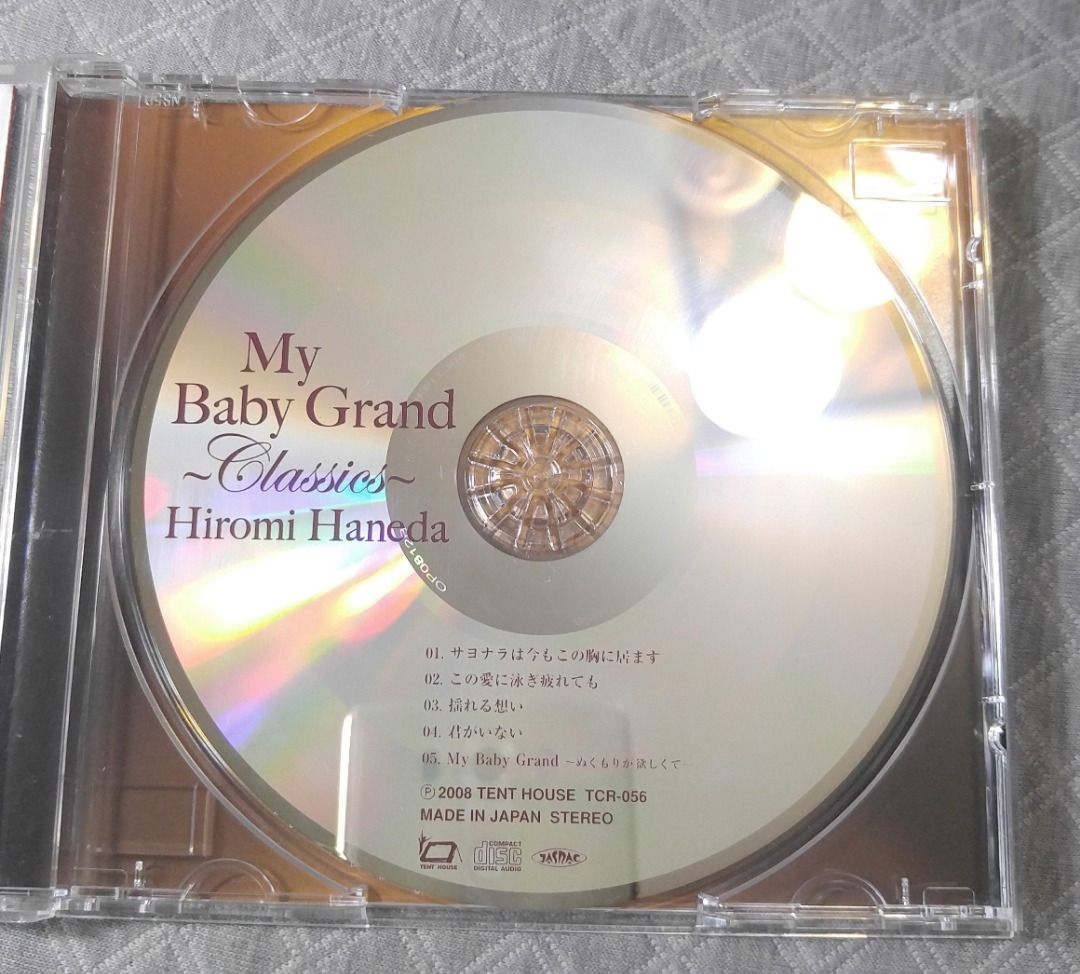 My
Baby Grand
~Classics~
Hiromi Haneda
01. サヨナラは今もこの胸に居ます
02. この愛に泳ぎ疲れても
03. 揺れる想い
04. 君がいない
05. My Baby Grand ~ぬくもりが欲しくて~
Ⓟ2008 TENT HOUSE TCR-056
MADE IN JAPAN STEREO
TENT HOUSE
COMPACT
disc
DIGITAL AUDIO
JASRAC